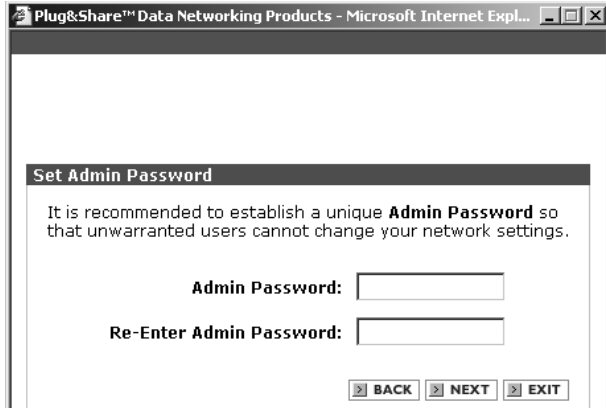 Plug&Share™ Data Networking Products - Microsoft Internet Expl...
Set Admin Password
It is recommended to establish a unique Admin Password so
that unwarranted users cannot change your network settings.
Admin Password:
Re-Enter Admin Password:
BACK NEXT EXIT